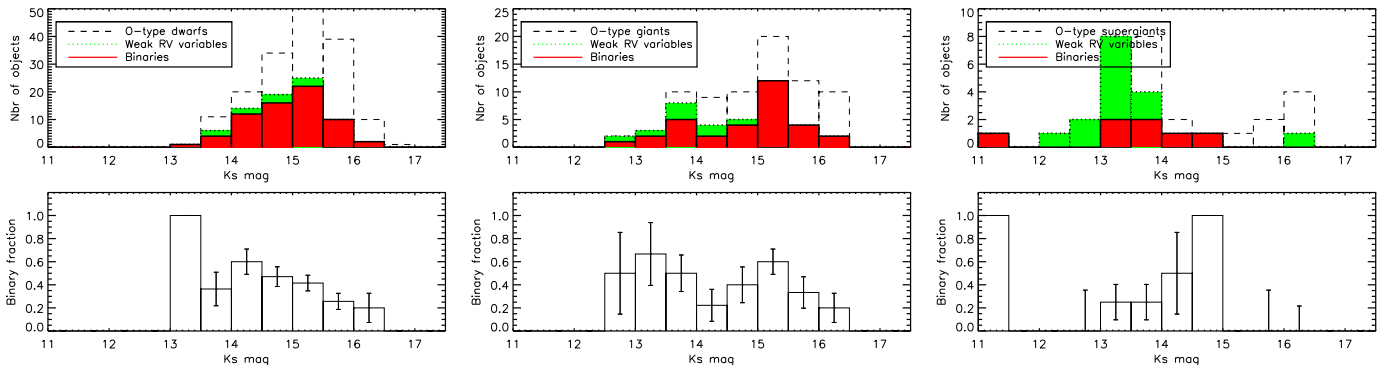 50
40
30
20
10
0
Nbr of objects
O-type dwarfs
Weak RV variables
Binaries
11 12 13 14 15 16 17
Ks mag
25
20
15
10
5
0
Nbr of objects
O-type giants
Weak RV variables
Binaries
11 12 13 14 15 16 17
Ks mag
10
8
6
4
2
0
Nbr of objects
O-type supergiants
Weak RV variables
Binaries
11 12 13 14 15 16 17
Ks mag
1.0
0.8
0.6
0.4
0.2
0.0
Binary fraction
11 12 13 14 15 16 17
Ks mag
1.0
0.8
0.6
0.4
0.2
0.0
Binary fraction
11 12 13 14 15 16 17
Ks mag
1.0
0.8
0.6
0.4
0.2
0.0
Binary fraction
11 12 13 14 15 16 17
Ks mag